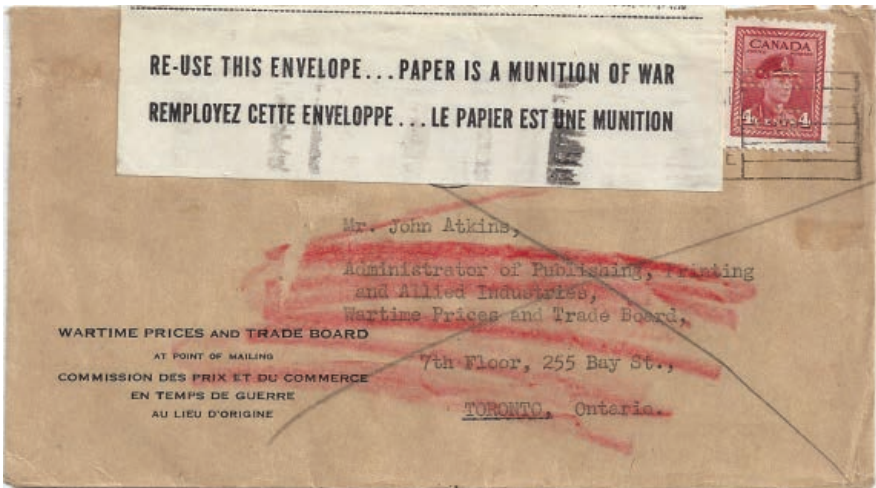 RE-USE THIS ENVELOPE...PAPER IS A MUNITION OF WAR
REMPLOYEZ CETTE ENVELOPPE...LE PAPIER EST UNE MUNITION
CANADA
4 4
Mr. John Atkins,
Administrator of Publishing, Printing
and Allied Industries,
Wartime Prices and Trade Board,
7th Floor, 255 Bay St.,
TORONTO, Ontario.
WARTIME PRICES AND TRADE BOARD
AT POINT OF MAILING
COMMISSION DES PRIX ET DU COMMERCE
EN TEMPS DE GUERRE
AU LIEU D'ORIGINE